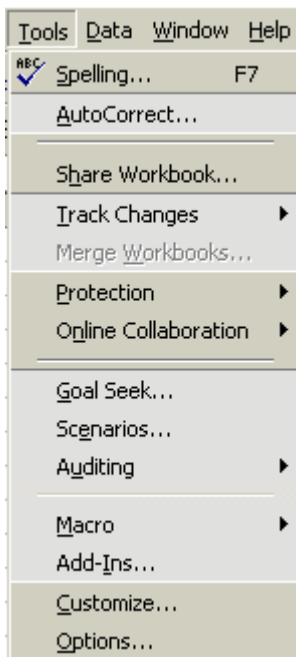 Tools Data Window Help
ABC Spelling... F7
AutoCorrect...
Share Workbook...
Track Changes
Merge Workbooks...
Protection
Online Collaboration
Goal Seek...
Scenarios...
Auditing
Macro
Add-Ins...
Customize...
Options...